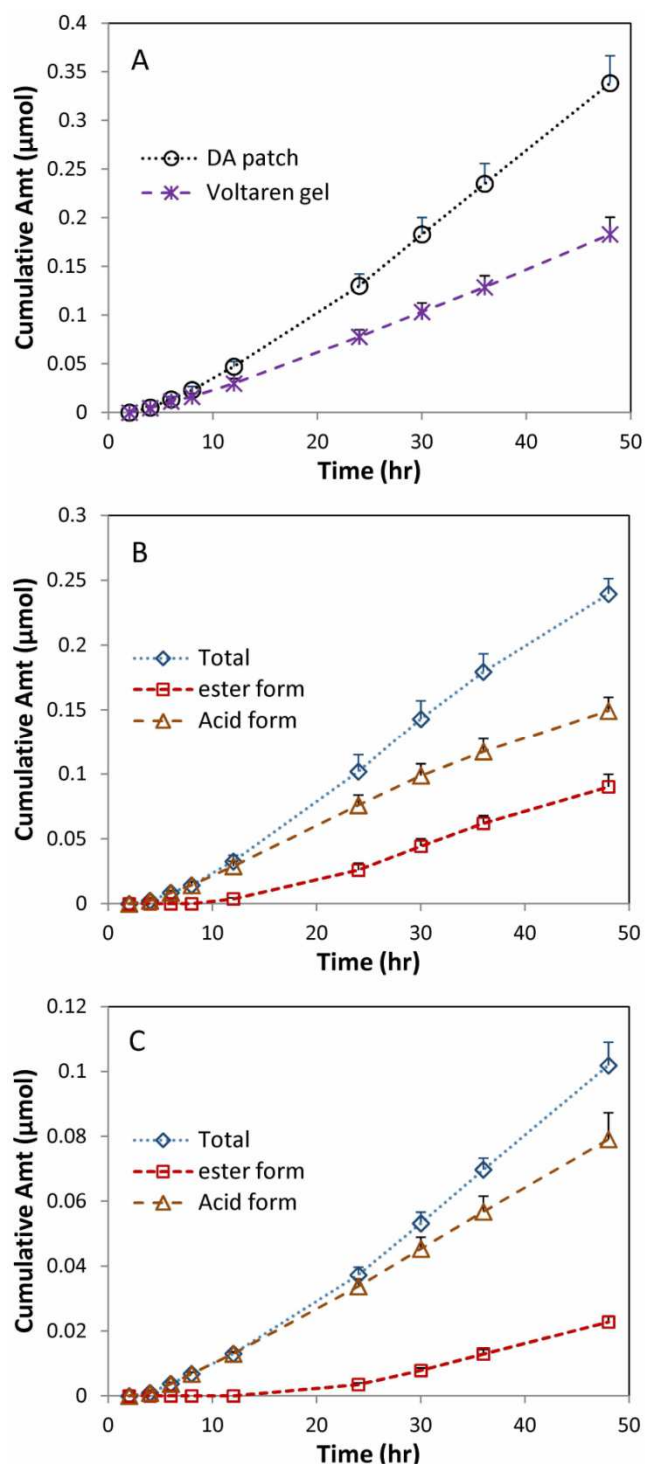 A
0.4
0.35
0.3
0.25
0.2
0.15
0.1
0.05
0
Cumulative Amt (µmol)
DA patch
Voltaren gel
0 10 20 30 40 50
Time (hr)
B
0.3
0.25
0.2
0.15
0.1
0.05
0
Cumulative Amt (µmol)
Total
ester form
Acid form
0 10 20 30 40 50
Time (hr)
C
0.12
0.1
0.08
0.06
0.04
0.02
0
Cumulative Amt (µmol)
Total
ester form
Acid form
0 10 20 30 40 50
Time (hr)